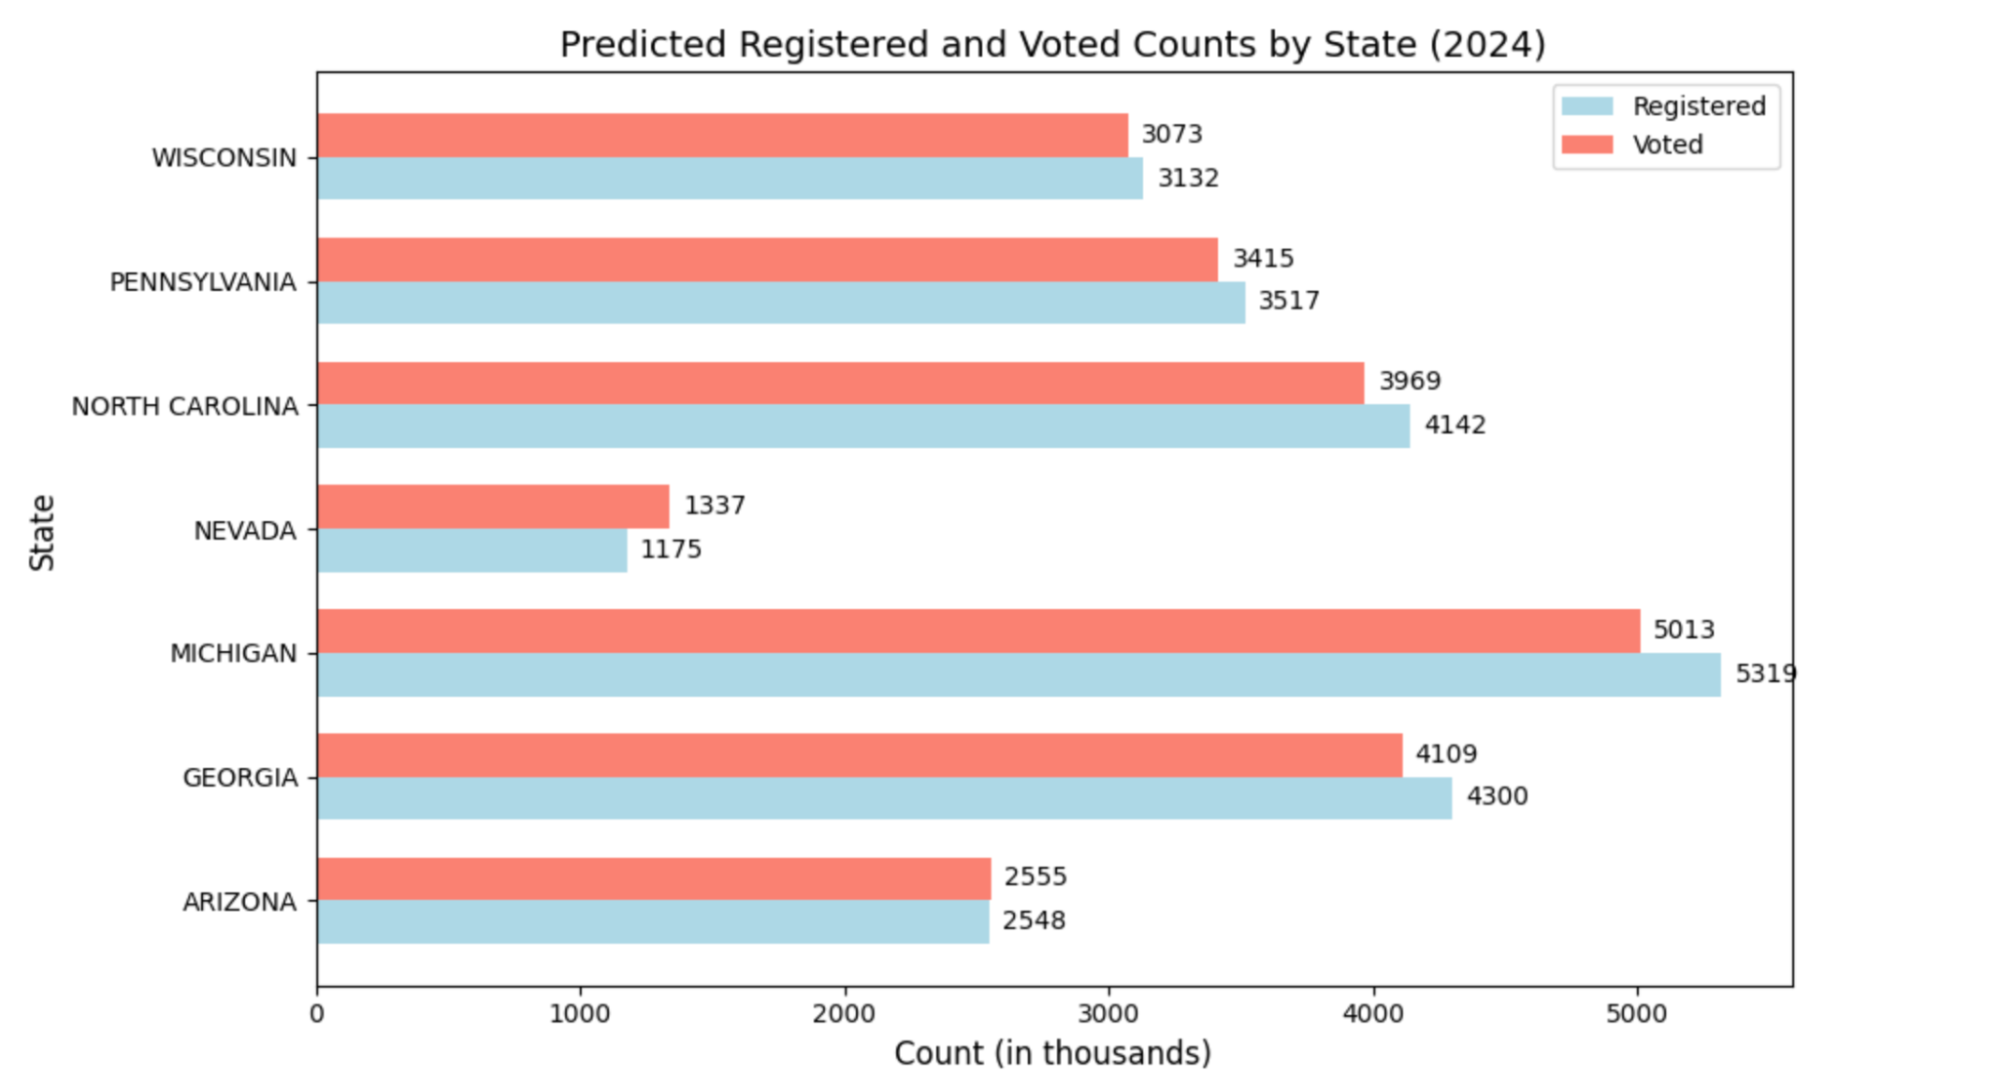 Predicted Registered and Voted Counts by State (2024)
Registered
Voted
State
WISCONSIN
3073
3132
PENNSYLVANIA
3415
3517
NORTH CAROLINA
3969
4142
NEVADA
1337
1175
MICHIGAN
5013
5319
GEORGIA
4109
4300
ARIZONA
2555
2548
0 1000 2000 3000 4000 5000
Count (in thousands)